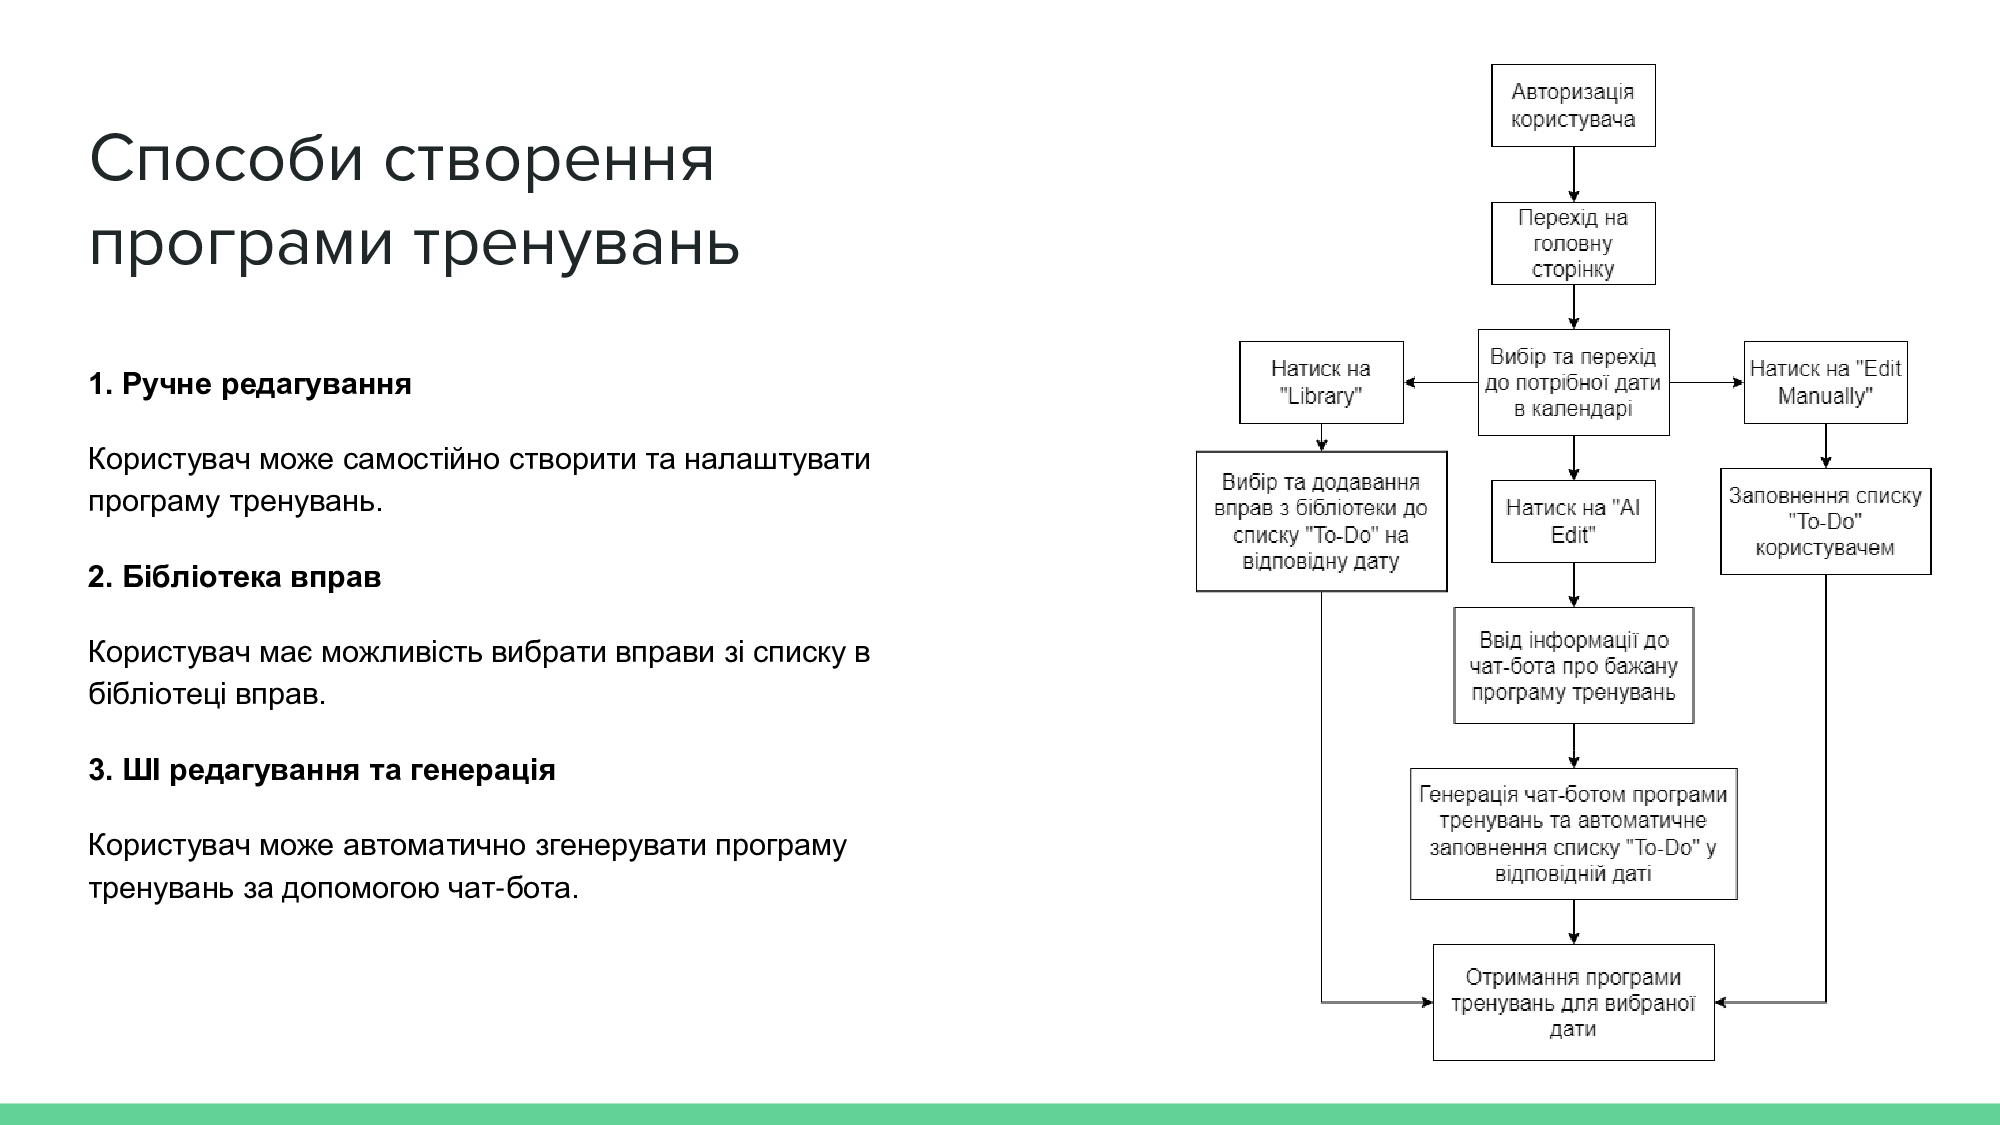 Способи створення
програми тренувань
1. Ручне редагування
Користувач може самостійно створити та налаштувати
програму тренувань.
2. Бібліотека вправ
Користувач має можливість вибрати вправи зі списку в
бібліотеці вправ.
3. ШІ редагування та генерація
Користувач може автоматично згенерувати програму
тренувань за допомогою чат-бота.
Авторизація
користувача
Перехід на
головну
сторінку
Вибір та перехід
до потрібної дати
в календарі
Натиск на
"Library"
Вибір та додавання
вправ з бібліотеки до
списку "To-Do" на
відповідну дату
Натиск на "AI
Edit"
Ввід інформації до
чат-бота про бажану
програму тренувань
Генерація чат-ботом програми
тренувань та автоматичне
заповнення списку "To-Do" у
відповідній даті
Натиск на "Edit
Manually"
Заповнення списку
"To-Do"
користувачем
Отримання програми
тренувань для вибраної
дати